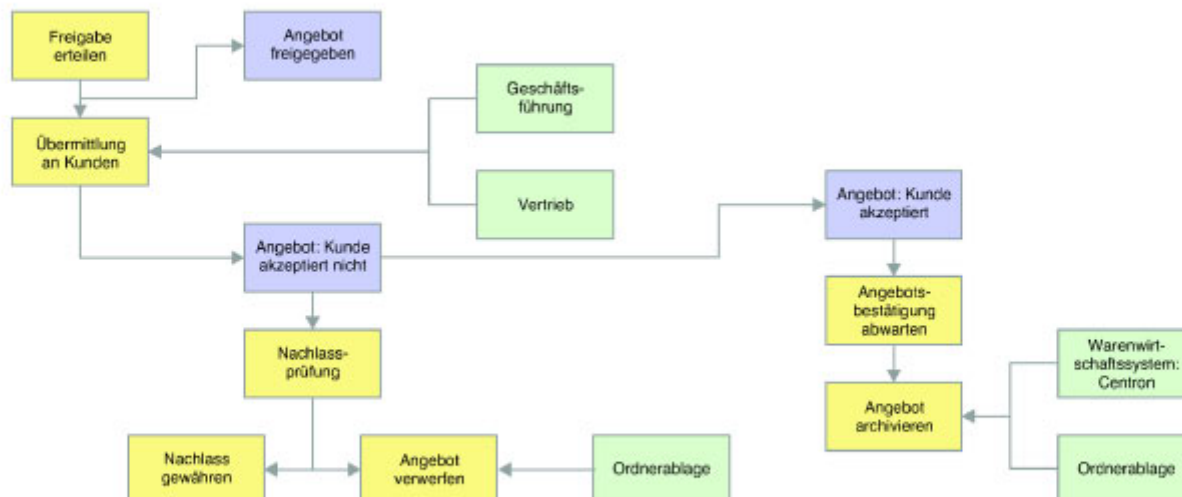 Freigabe
erteilen
Angebot
freigegeben
Geschäfts-
führung
Übermittlung
an Kunden
Vertrieb
Angebot: Kunde
akzeptiert
Angebot: Kunde
akzeptiert nicht
Angebots-
bestätigung
abwarten
Nachlass-
prüfung
Warenwirt-
schaftssystem:
Centron
Angebot
archivieren
Nachlass
gewähren
Angebot
verwerfen
Ordnerablage
Ordnerablage